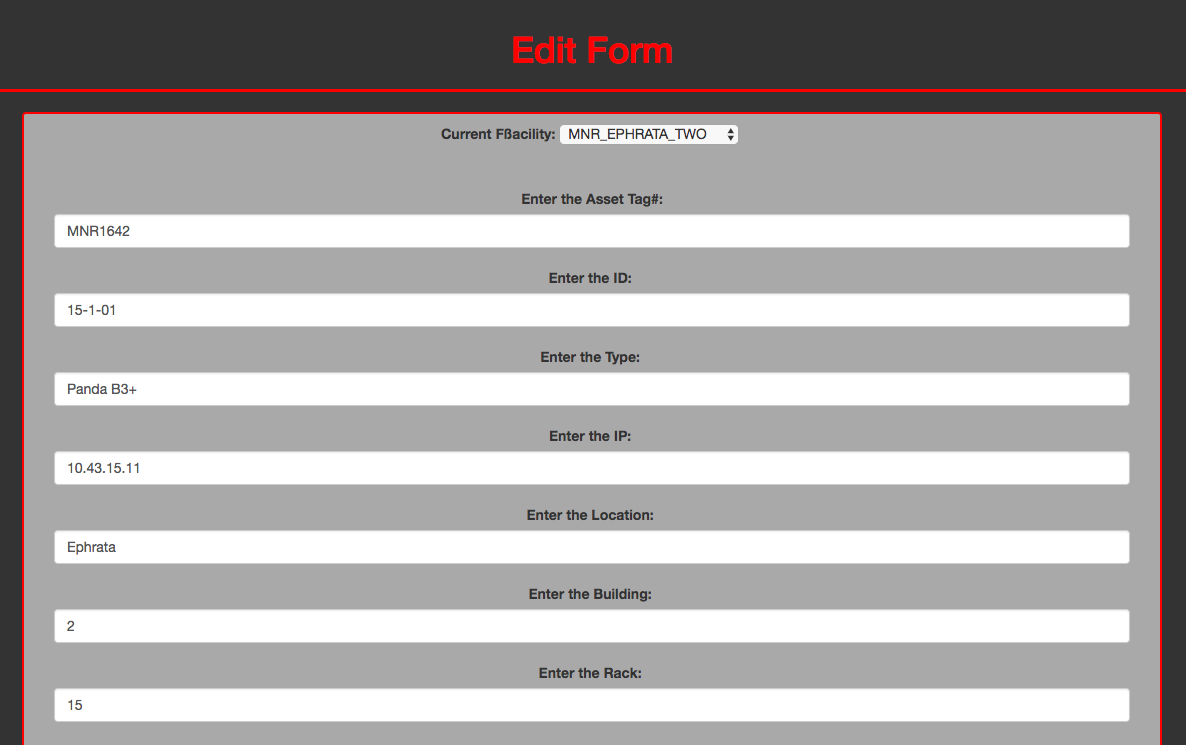 Edit Form
Current Fßacility: MNR_EPHRATA_TWO
Enter the Asset Tag#:
MNR1642
Enter the ID:
15-1-01
Enter the Type:
Panda B3+
Enter the IP:
10.43.15.11
Enter the Location:
Ephrata
Enter the Building:
2
Enter the Rack:
15